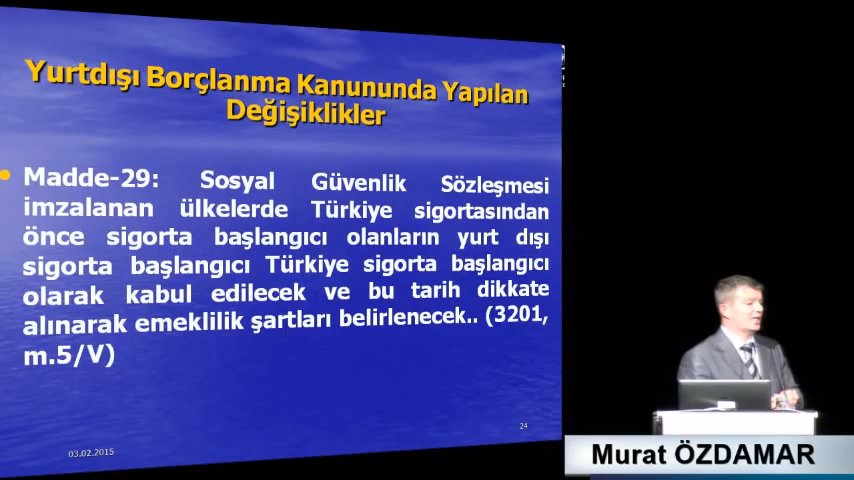 Yurtdışı Borçlanma Kanununda Yapılan
Değişiklikler
• Madde-29: Sosyal Güvenlik Sözleşmesi
imzalanan ülkelerde Türkiye sigortasından
önce sigorta başlangıcı olanların yurt dışı
sigorta başlangıcı Türkiye sigorta başlangıcı
olarak kabul edilecek ve bu tarih dikkate
alınarak emeklilik şartları belirlenecek.. (3201,
m.5/V)
24
03.02.2015
Murat ÖZDAMAR